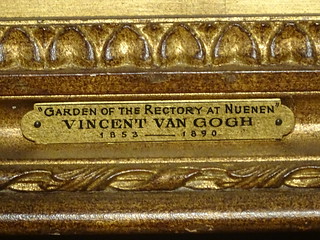 "GARDEN OF THE RECTORY AT NUENEN"
VINCENT VAN GOGH
1853 — 1890